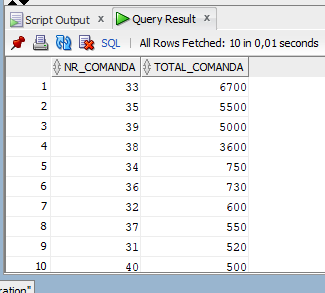 Script Output × Query Result ×
SQL | All Rows Fetched: 10 in 0,01 seconds
NR_COMANDA TOTAL_COMANDA
1 33 6700
2 35 5500
3 39 5000
4 38 3600
5 34 750
6 36 730
7 32 600
8 37 550
9 31 520
10 40 500
ration"